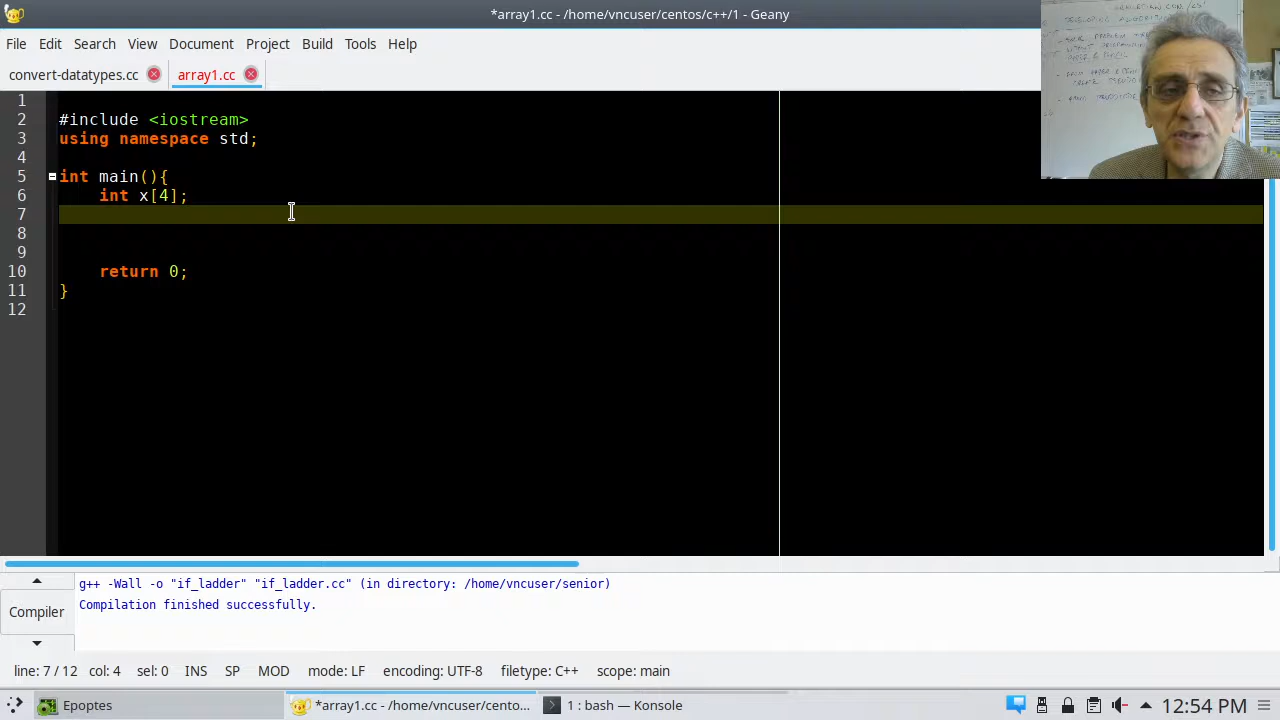 *array1.cc - /home/vncuser/centos/c++/1 - Geany
File Edit Search View Document Project Build Tools Help
convert-datatypes.cc array1.cc
1
2 #include <iostream>
3 using namespace std;
4
5 int main(){
6 int x[4];
7
8
9
10 return 0;
11 }
12
DEVELOPING ALGORITHMS
Compiler
g++ -Wall -o "if_ladder" "if_ladder.cc" (in directory: /home/vncuser/senior)
Compilation finished successfully.
line: 7 / 12 col: 4 sel: 0 INS SP MOD mode: LF encoding: UTF-8 filetype: C++ scope: main
Epoptes *array1.cc - /home/vncuser/cento... 1 : bash — Konsole 12:54 PM